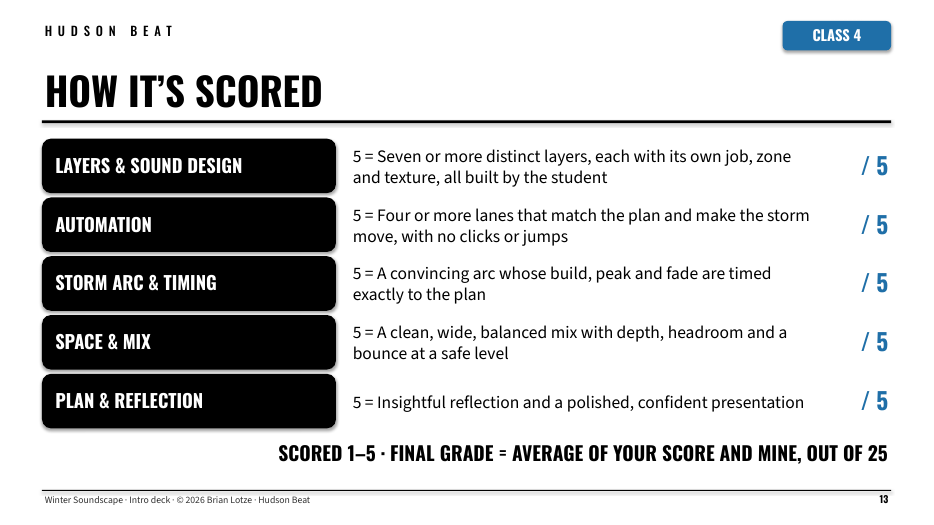 HUDSON BEAT
CLASS 4
HOW IT’S SCORED
LAYERS & SOUND DESIGN
5 = Seven or more distinct layers, each with its own job, zone
and texture, all built by the student
/ 5
AUTOMATION
5 = Four or more lanes that match the plan and make the storm
move, with no clicks or jumps
/ 5
STORM ARC & TIMING
5 = A convincing arc whose build, peak and fade are timed
exactly to the plan
/ 5
SPACE & MIX
5 = A clean, wide, balanced mix with depth, headroom and a
bounce at a safe level
/ 5
PLAN & REFLECTION
5 = Insightful reflection and a polished, confident presentation
/ 5
SCORED 1–5 · FINAL GRADE = AVERAGE OF YOUR SCORE AND MINE, OUT OF 25
Winter Soundscape · Intro deck · © 2026 Brian Lotze · Hudson Beat
13